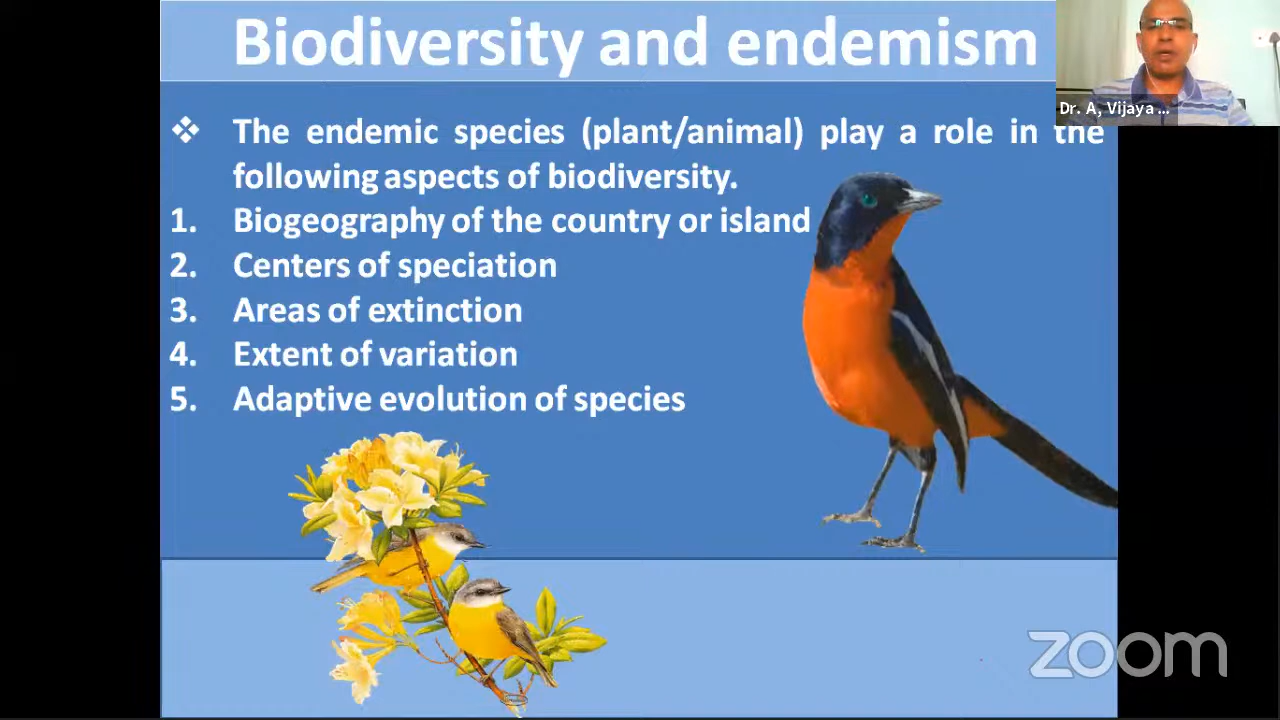 Biodiversity and endemism
Dr. A, Vijaya ...
❖ The endemic species (plant/animal) play a role in the
following aspects of biodiversity.
1. Biogeography of the country or island
2. Centers of speciation
3. Areas of extinction
4. Extent of variation
5. Adaptive evolution of species
zoom